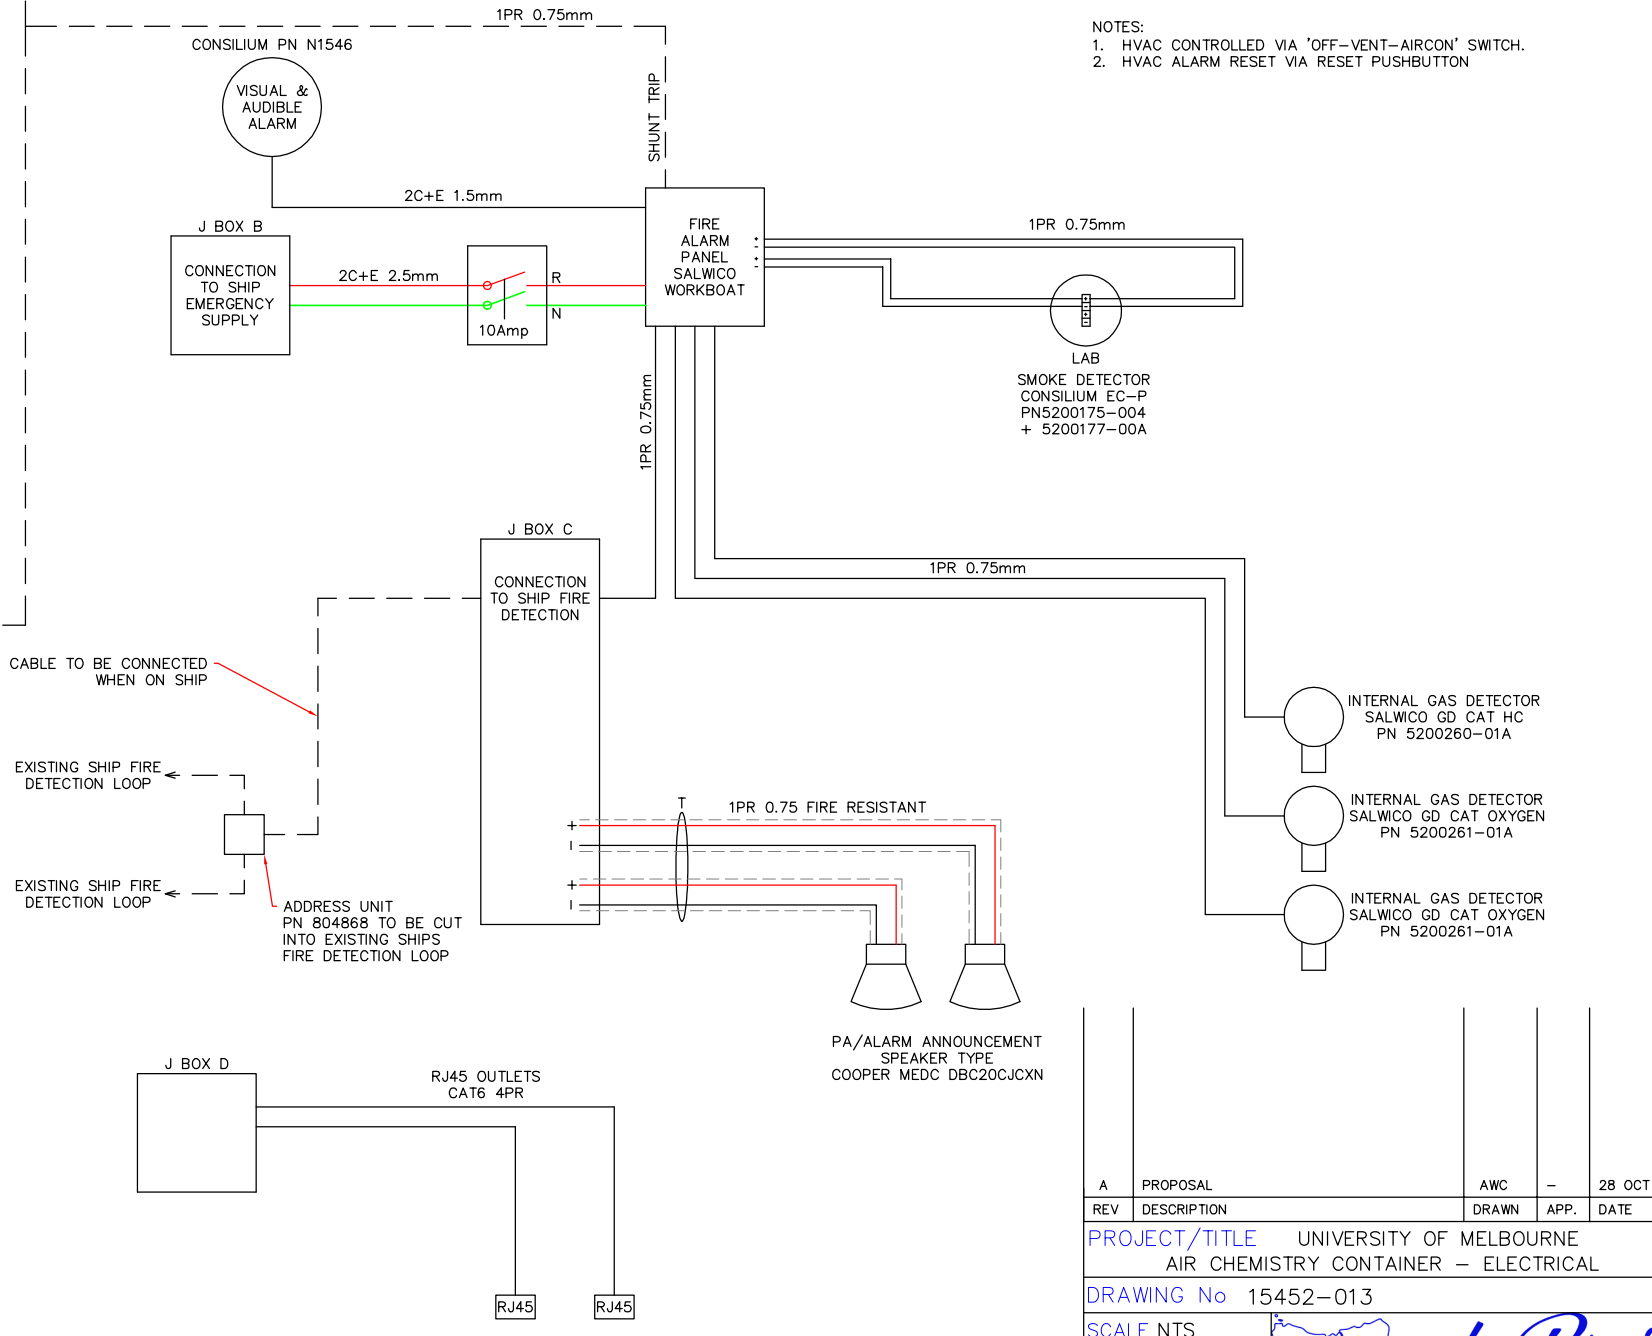 1PR 0.75mm
CONSILIUM PN N1546
VISUAL &
AUDIBLE
ALARM
SHUNT TRIP
NOTES:
1. HVAC CONTROLLED VIA 'OFF-VENT-AIRCON' SWITCH.
2. HVAC ALARM RESET VIA RESET PUSHBUTTON
2C+E 1.5mm
J BOX B
CONNECTION
TO SHIP
EMERGENCY
SUPPLY
2C+E 2.5mm
R
N
10Amp
FIRE
ALARM
PANEL
SALWICO
WORKBOAT
+
-
+
-
1PR 0.75mm
+
-
+
-
LAB
SMOKE DETECTOR
CONSILIUM EC-P
PN5200175-004
+ 5200177-00A
1PR 0.75mm
J BOX C
CONNECTION
TO SHIP FIRE
DETECTION
1PR 0.75mm
CABLE TO BE CONNECTED
WHEN ON SHIP
EXISTING SHIP FIRE
DETECTION LOOP
EXISTING SHIP FIRE
DETECTION LOOP
ADDRESS UNIT
PN 804868 TO BE CUT
INTO EXISTING SHIPS
FIRE DETECTION LOOP
T
1PR 0.75 FIRE RESISTANT
+
I
+
I
INTERNAL GAS DETECTOR
SALWICO GD CAT HC
PN 5200260-01A
INTERNAL GAS DETECTOR
SALWICO GD CAT OXYGEN
PN 5200261-01A
INTERNAL GAS DETECTOR
SALWICO GD CAT OXYGEN
PN 5200261-01A
PA/ALARM ANNOUNCEMENT
SPEAKER TYPE
COOPER MEDC DBC20CJCXN
J BOX D
RJ45 OUTLETS
CAT6 4PR
RJ45
RJ45
A PROPOSAL AWC - 28 OCT
REV DESCRIPTION DRAWN APP. DATE
PROJECT/TITLE UNIVERSITY OF MELBOURNE
AIR CHEMISTRY CONTAINER - ELECTRICAL
DRAWING No 15452-013
SCALE NTS